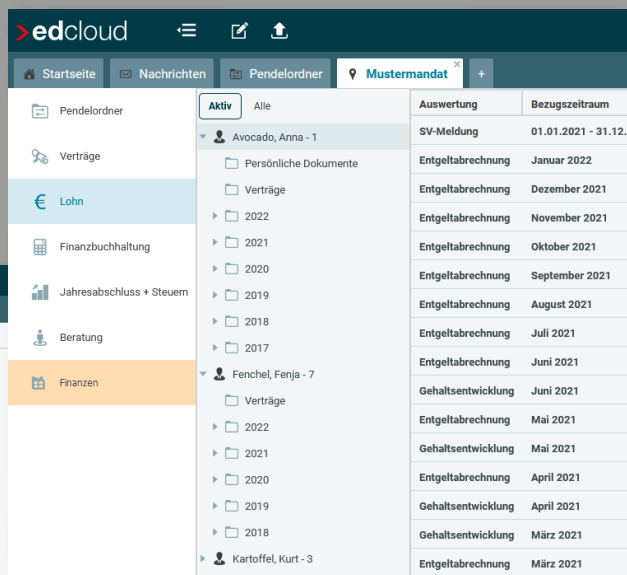 >edcloud
Startseite
Nachrichten
Pendelordner
Mustermandat
+
Pendelordner
Verträge
Lohn
Finanzbuchhaltung
Jahresabschluss + Steuern
Beratung
Finanzen
Aktiv Alle
Avocado, Anna - 1
Persönliche Dokumente
Verträge
2022
2021
2020
2019
2018
2017
Fenchel, Fenja - 7
Verträge
2022
2021
2020
2019
2018
Kartoffel, Kurt - 3
Auswertung Bezugszeitraum
SV-Meldung 01.01.2021 - 31.12.
Entgeltabrechnung Januar 2022
Entgeltabrechnung Dezember 2021
Entgeltabrechnung November 2021
Entgeltabrechnung Oktober 2021
Entgeltabrechnung September 2021
Entgeltabrechnung August 2021
Entgeltabrechnung Juli 2021
Entgeltabrechnung Juni 2021
Gehaltsentwicklung Juni 2021
Entgeltabrechnung Mai 2021
Gehaltsentwicklung Mai 2021
Entgeltabrechnung April 2021
Gehaltsentwicklung April 2021
Gehaltsentwicklung März 2021
Entgeltabrechnung März 2021